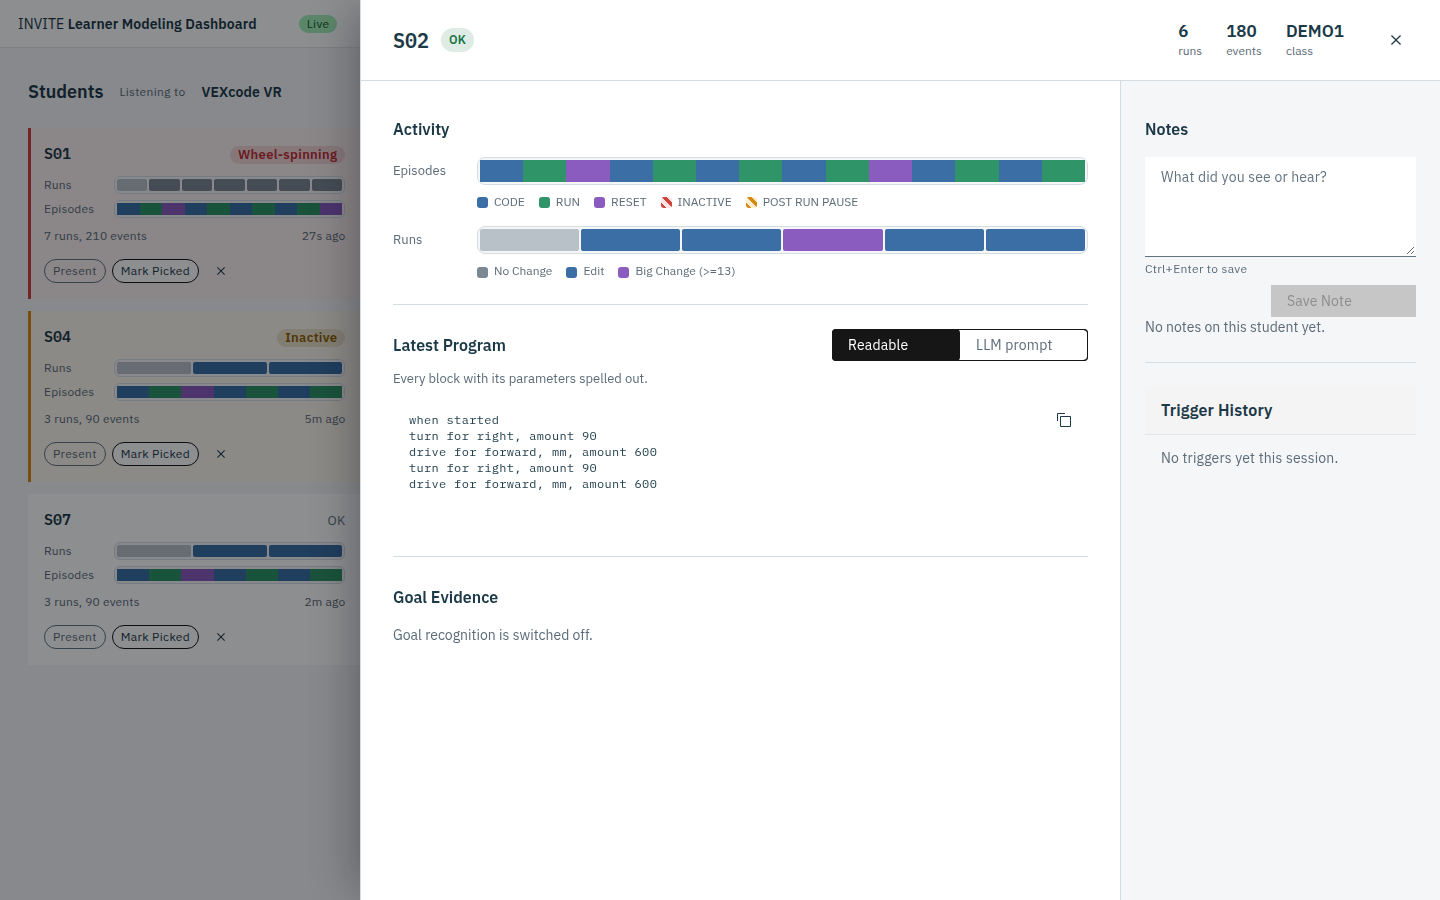 INVITE Learner Modeling Dashboard
Live
Students
Listening to
VEXcode VR
S01
Wheel-spinning
Runs
Episodes
7 runs, 210 events
27s ago
Present
Mark Picked
S04
Inactive
Runs
Episodes
3 runs, 90 events
5m ago
Present
Mark Picked
S07
OK
Runs
Episodes
3 runs, 90 events
2m ago
Present
Mark Picked
S02
OK
6
runs
180
events
DEMO1
class
Activity
Episodes
CODE
RUN
RESET
INACTIVE
POST RUN PAUSE
Runs
No Change
Edit
Big Change (>=13)
Latest Program
Readable
LLM prompt
Every block with its parameters spelled out.
when started
turn for right, amount 90
drive for forward, mm, amount 600
turn for right, amount 90
drive for forward, mm, amount 600
Goal Evidence
Goal recognition is switched off.
Notes
What did you see or hear?
Ctrl+Enter to save
Save Note
No notes on this student yet.
Trigger History
No triggers yet this session.